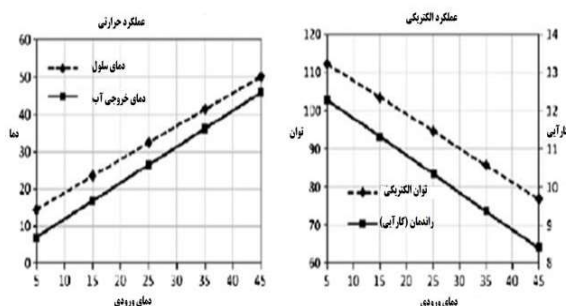 عملکرد حرارتی
60
50
40
30
20
10
0
دما
دمای سلول
دمای خروجی آب
5 10 15 20 25 30 35 40 45
دمای ورودی
عملکرد الکتریکی
120
110
100
90
80
70
60
توان
14
13
12
11
10
9
8
کارآیی
توان الکتریکی
راندمان (کارآیی)
5 10 15 20 25 30 35 40 45
دمای ورودی